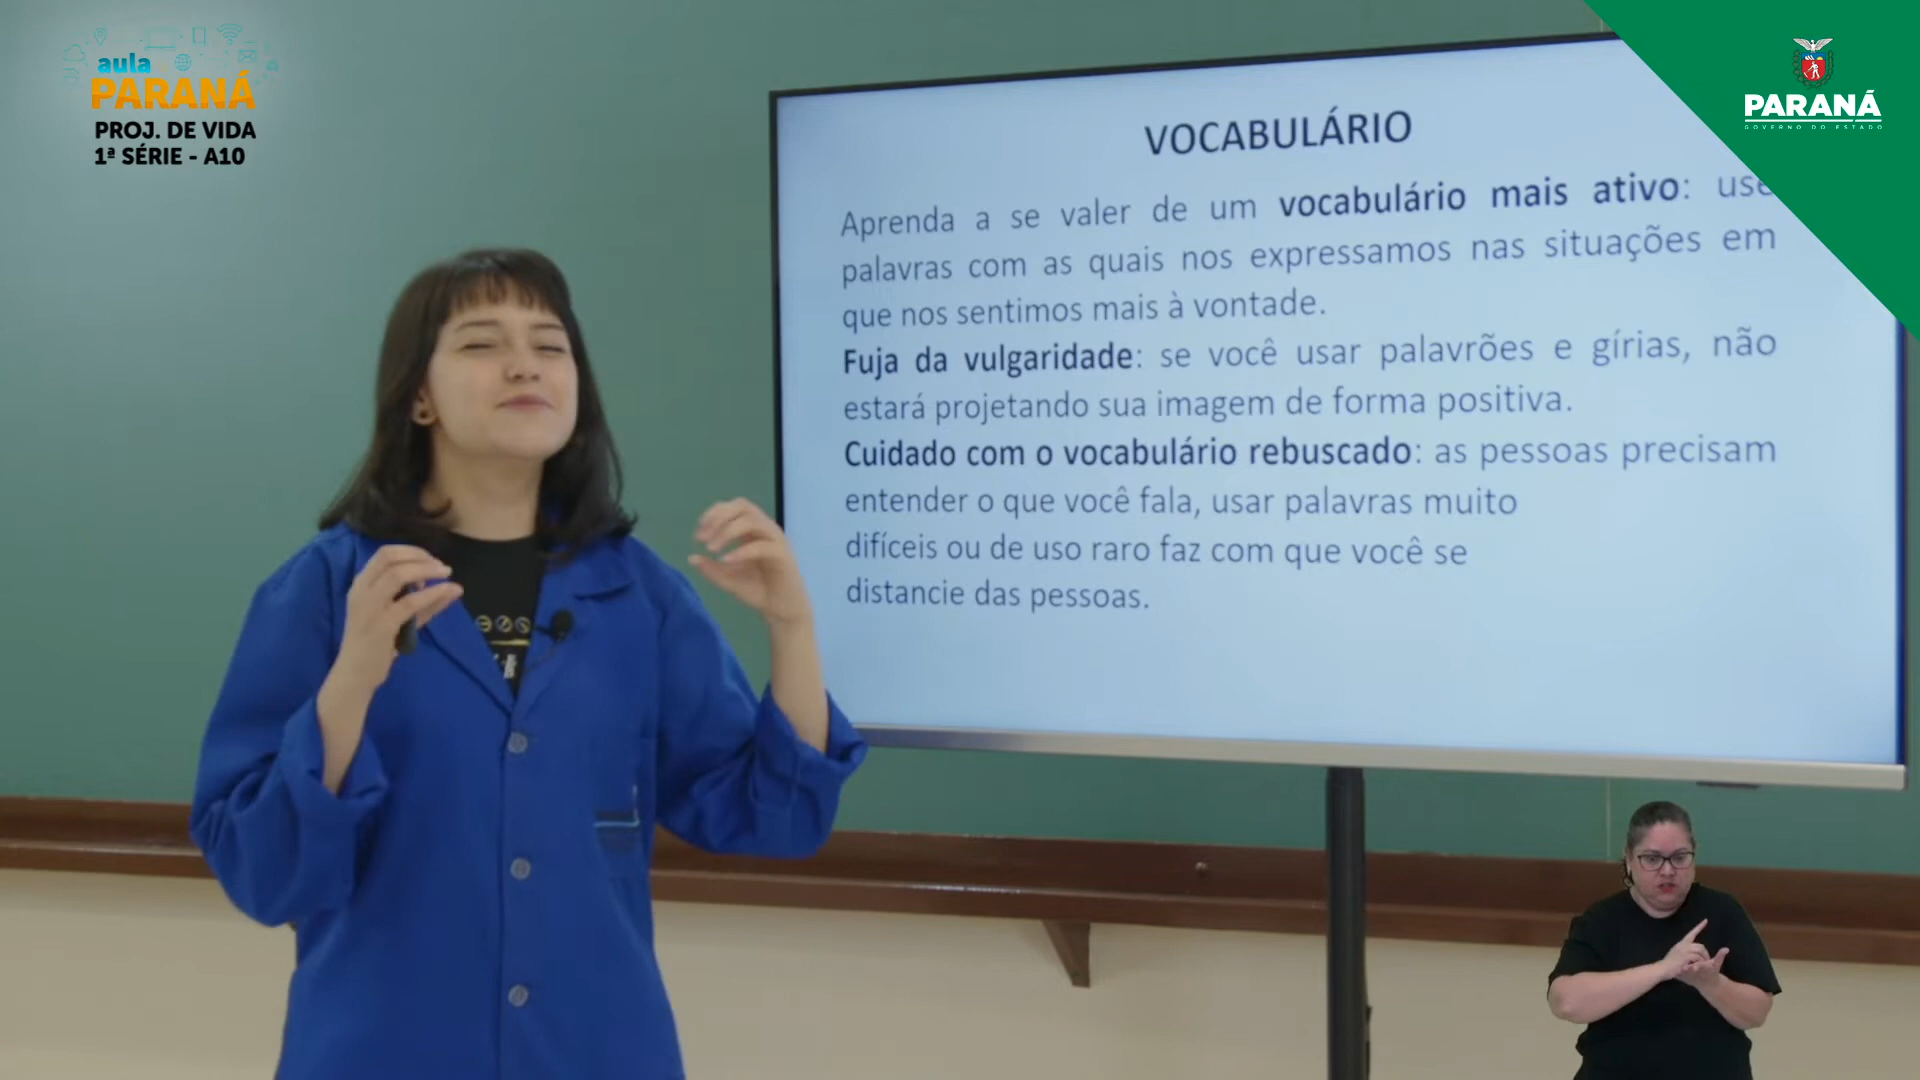 aula
PARANÁ
PROJ. DE VIDA
1ª SÉRIE - A10
PARANÁ
GOVERNO DO ESTADO
VOCABULÁRIO
Aprenda a se valer de um vocabulário mais ativo: use
palavras com as quais nos expressamos nas situações em
que nos sentimos mais à vontade.
Fuja da vulgaridade: se você usar palavrões e gírias, não
estará projetando sua imagem de forma positiva.
Cuidado com o vocabulário rebuscado: as pessoas precisam
entender o que você fala, usar palavras muito
difíceis ou de uso raro faz com que você se
distancie das pessoas.